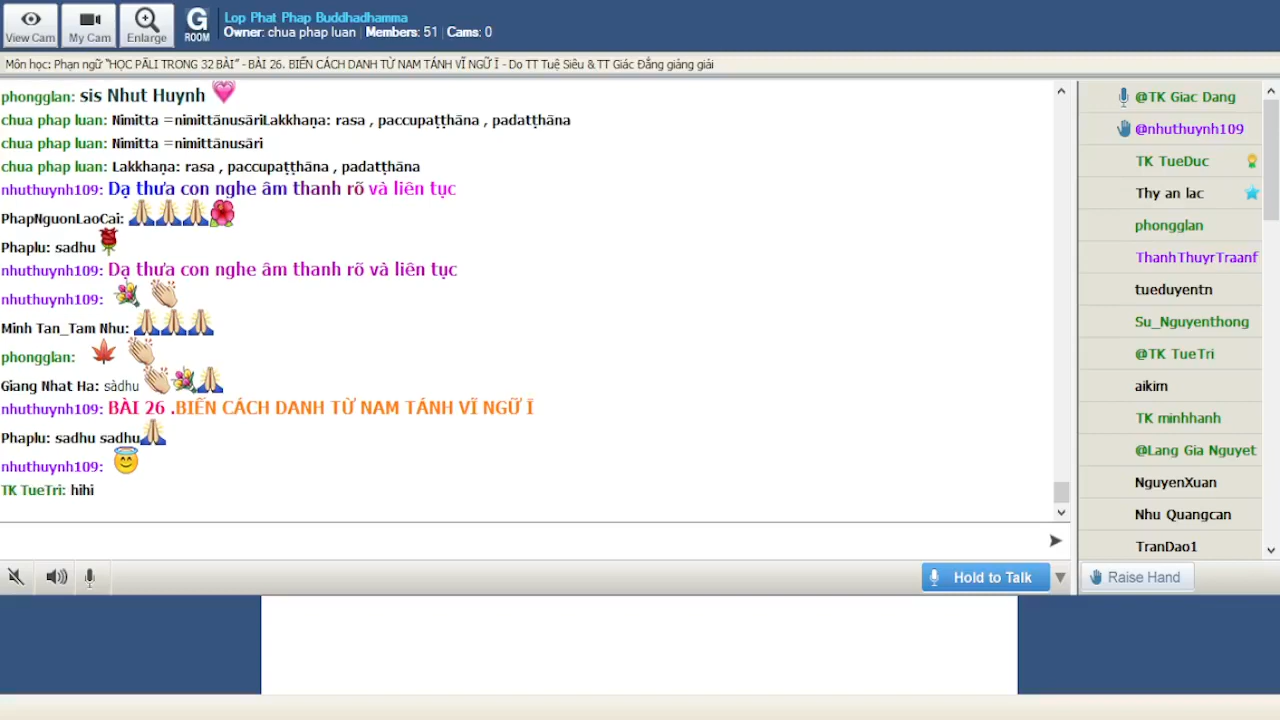 View Cam
My Cam
Enlarge
G
ROOM
Lop Phat Phap Buddhadhamma
Owner: chua phap luan | Members: 51 | Cams: 0
Môn học: Phạn ngữ "HỌC PĀLI TRONG 32 BÀI" - BÀI 26. BIẾN CÁCH DANH TỪ NAM TÁNH VĨ NGỮ Ī - Do TT Tuệ Siêu & TT Giác Đẳng giảng giải
phongglan: sis Nhut Huynh
chua phap luan: Nimitta =nimittānusāriLakkhaṇa: rasa , paccupaṭṭhāna , padaṭṭhāna
chua phap luan: Nimitta =nimittānusāri
chua phap luan: Lakkhaṇa: rasa , paccupaṭṭhāna , padaṭṭhāna
nhuthuynh109: Dạ thưa con nghe âm thanh rõ và liên tục
PhapNguonLaoCai:
Phaplu: sadhu
nhuthuynh109: Dạ thưa con nghe âm thanh rõ và liên tục
nhuthuynh109:
Minh Tan_Tam Nhu:
phongglan:
Giang Nhat Ha: sàdhu
nhuthuynh109: BÀI 26 .BIẾN CÁCH DANH TỪ NAM TÁNH VĨ NGỮ Ī
Phaplu: sadhu sadhu
nhuthuynh109:
TK TueTri: hihi
Hold to Talk
@TK Giac Dang
@nhuthuynh109
TK TueDuc
Thy an lac
phongglan
ThanhThuyrTraanf
tueduyentn
Su_Nguyenthong
@TK TueTri
aikim
TK minhhanh
@Lang Gia Nguyet
NguyenXuan
Nhu Quangcan
TranDao1
Raise Hand